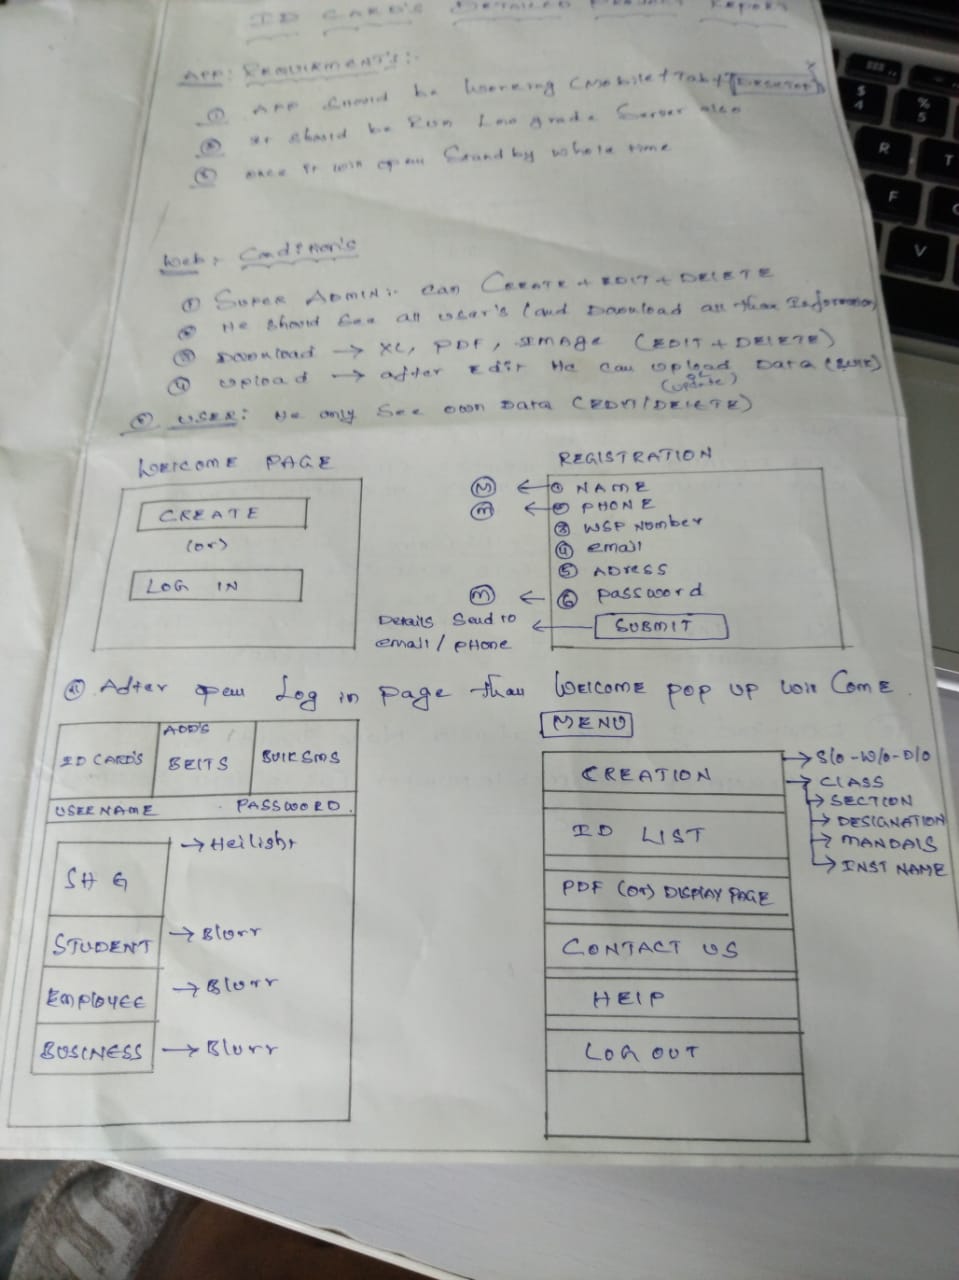 ID CARD'S DETAILED PROJECT REPORT
APP: REQUIRMENT'S:-
① APP Should be Working (Mobile + Tab + DESKTOP)
② It Should be Run Low grade Server also
③ once it will open Stand by whole time
Web: Condition's
① SUPER ADMIN:- can CREATE + EDIT + DELETE
② He Should See all user's (and Download all than Information)
③ Download → XL, PDF, IMAGE (EDIT + DELETE)
④ Upload → after Edit He can upload Data (BULK)
or (update)
⑤ USER: He only See own Data (EDIT/DELETE)
WELCOME PAGE
CREATE
(or)
LOG IN
REGISTRATION
(M) ← ① NAME
(M) ← ② PHONE
③ WSP Number
④ email
⑤ ADress
(M) ← ⑥ password
Details Send to email / PHone ← SUBMIT
After open Log in page than WELCOME POP UP will COME
ID CARD'S
ADD'S
BELTS
BULK SMS
USER NAME . PASSWORD.
SHG → Heilight
STUDENT → Blurr
EMPLOYEE → Blurr
BUSINESS → Blurr
MENU
CREATION → S/O-W/O-D/O
→ CLASS
→ SECTION
→ DESIGNATION
→ MANDALS
→ INST NAME
ID LIST
PDF (or) DISPLAY PAGE
CONTACT US
HELP
LOG OUT
$
4
%
5
R
T
F
V